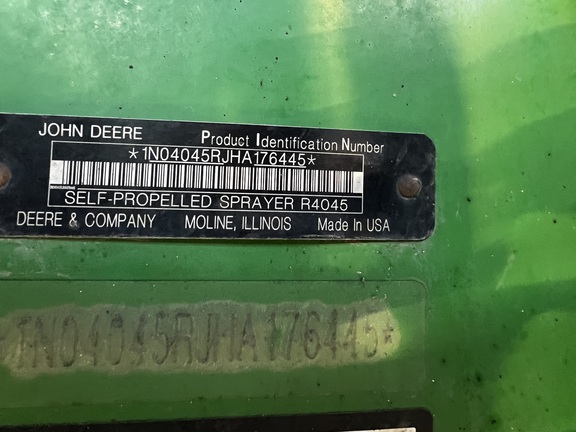 JOHN DEERE Product Identification Number
*1N04045RJHA176445*
SELF-PROPELLED SPRAYER R4045
DEERE & COMPANY MOLINE, ILLINOIS Made In USA
1N04045RJHA176445*